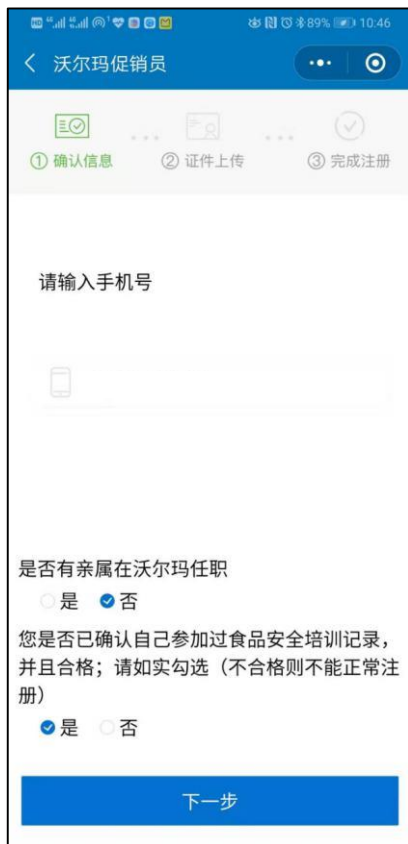 89% 10:46
沃尔玛促销员
① 确认信息 ② 证件上传 ③ 完成注册
请输入手机号
是否有亲属在沃尔玛任职
是 否
您是否已确认自己参加过食品安全培训记录，
并且合格；请如实勾选（不合格则不能正常注
册）
是 否
下一步